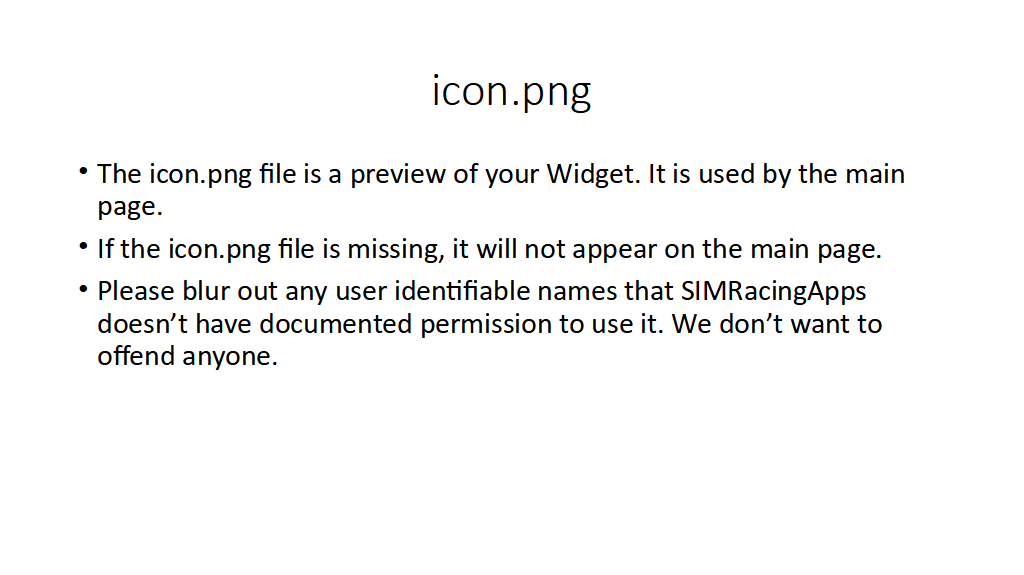 icon.png
• The icon.png file is a preview of your Widget. It is used by the main
page.
• If the icon.png file is missing, it will not appear on the main page.
• Please blur out any user identifiable names that SIMRacingApps
doesn’t have documented permission to use it. We don’t want to
offend anyone.